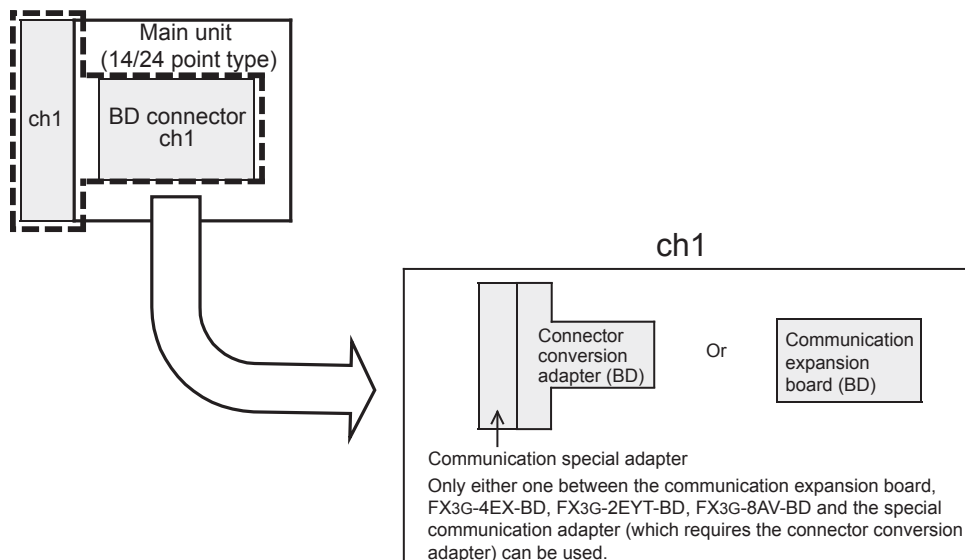 Main unit
(14/24 point type)
ch1
BD connector
ch1
ch1
Connector
conversion
adapter (BD)
Or
Communication
expansion
board (BD)
Communication special adapter
Only either one between the communication expansion board,
FX3G-4EX-BD, FX3G-2EYT-BD, FX3G-8AV-BD and the special
communication adapter (which requires the connector conversion
adapter) can be used.